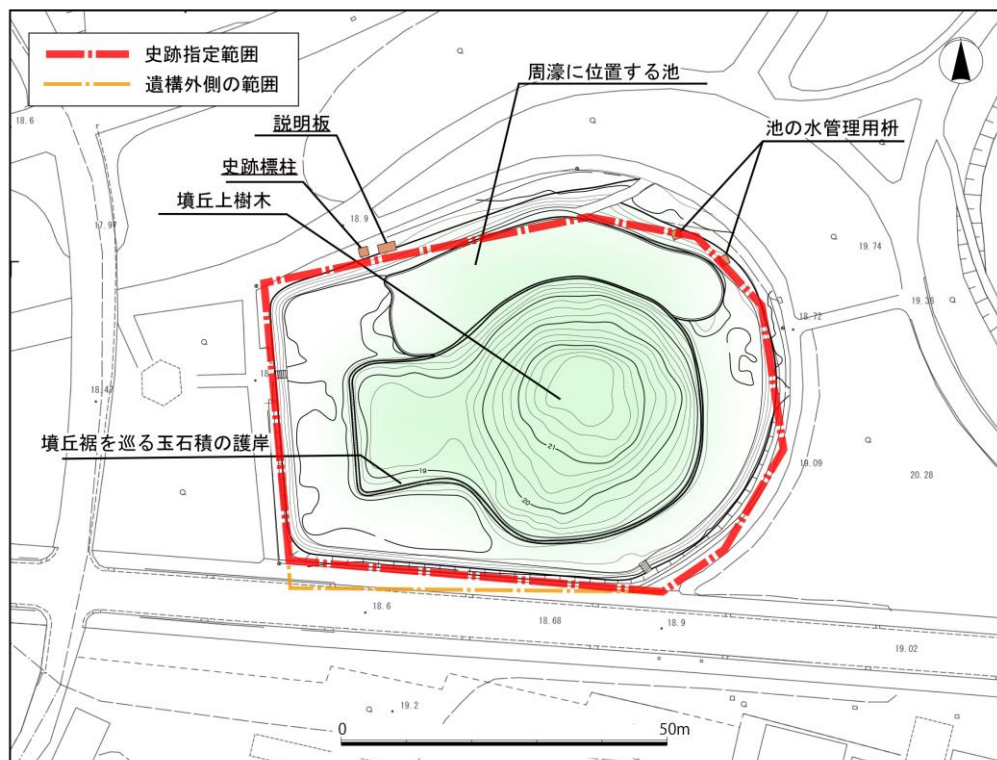 史跡指定範囲
遺構外側の範囲
周濠に位置する池
説明板
池の水管理用枡
史跡標柱
墳丘上樹木
墳丘裾を巡る玉石積の護岸
18.6
18.9
17.97
19.74
19.36
18.72
18.47
18.
21
19
20
19.09
20.28
18.6
18.68
18.9
19.02
19.2
0
50m